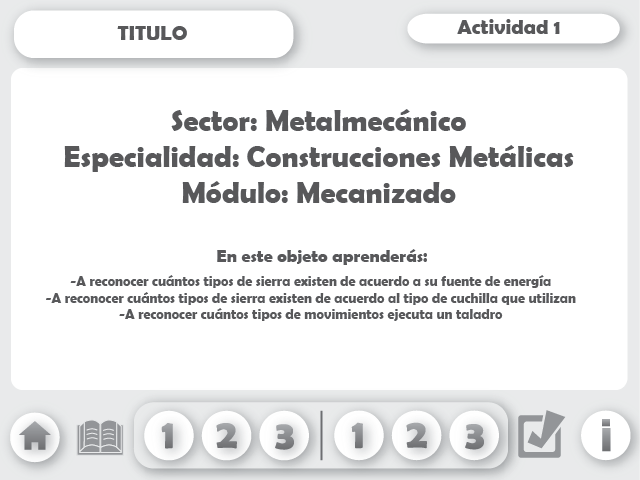 TITULO
Actividad 1
Sector: Metalmecánico
Especialidad: Construcciones Metálicas
Módulo: Mecanizado
En este objeto aprenderás:
-A reconocer cuántos tipos de sierra existen de acuerdo a su fuente de energía
-A reconocer cuántos tipos de sierra existen de acuerdo al tipo de cuchilla que utilizan
-A reconocer cuántos tipos de movimientos ejecuta un taladro
1 2 3 1 2 3 i